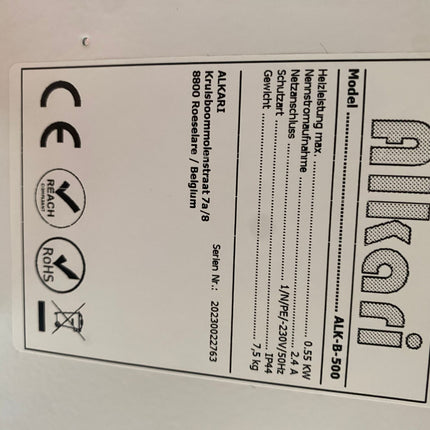 Alkari
Model ........................................ ALK-B-500
Heizleistung max. ........................................ 0.55 KW
Nennstromaufnahme ........................................ 2,4 A
Netzanschluss ........................................ 1/N/PE/~230V/50Hz
Schutzart ........................................ IP44
Gewicht ........................................ 7,5 kg
ALKARI
Kruisboommolenstraat 7a/8
8800 Roeselare / Belgium
Serien Nr.: 20230022763
CE
REACH
COMPLIANT
RoHS